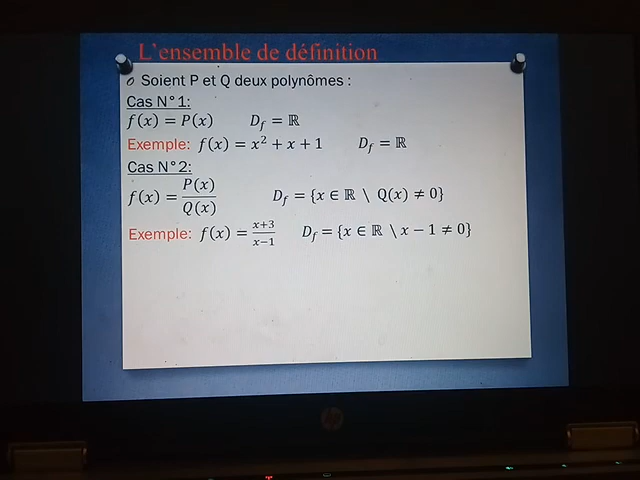 L'ensemble de définition
o Soient P et Q deux polynômes :
Cas N°1:
f(x) = P(x) D_f = ℝ
Exemple: f(x) = x² + x + 1 D_f = ℝ
Cas N°2:
f(x) = P(x)/Q(x) D_f = {x ∈ ℝ \ Q(x) ≠ 0}
Exemple: f(x) = x+3/x−1 D_f = {x ∈ ℝ \ x − 1 ≠ 0}
hp